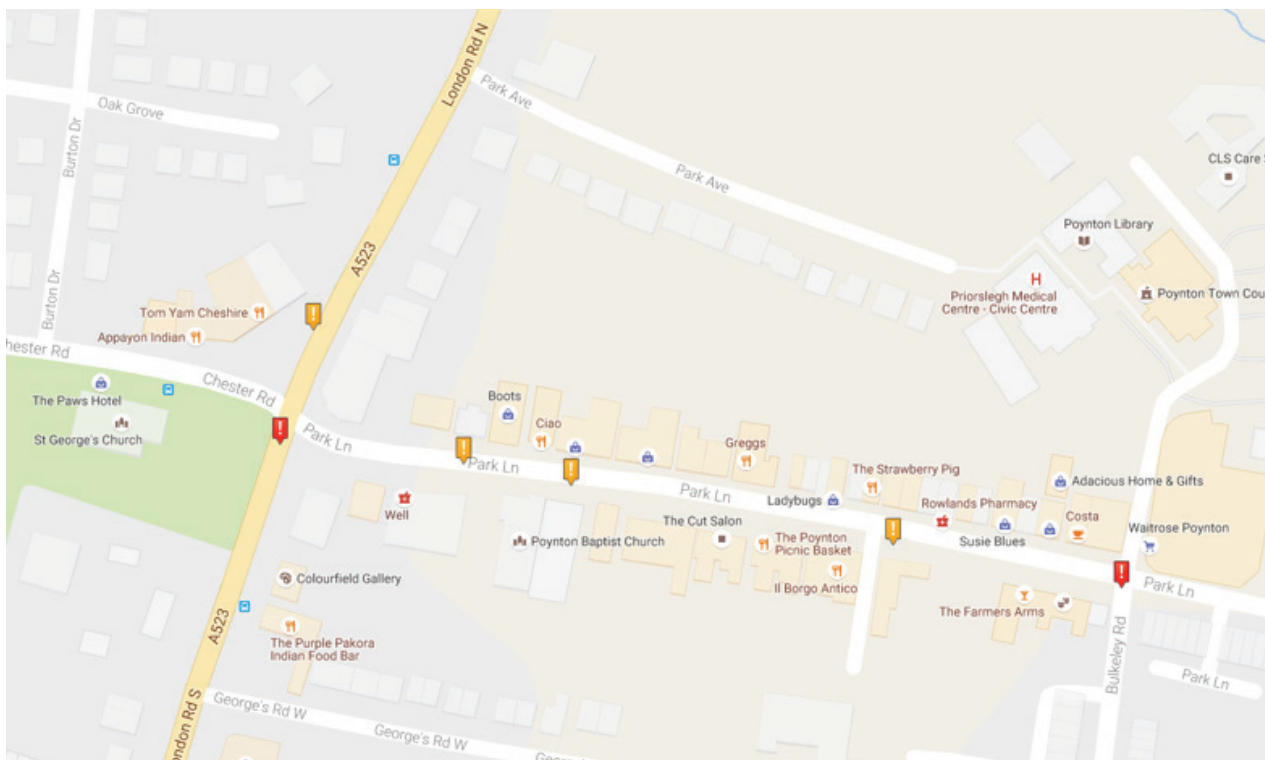 London Rd N
Park Ave
Oak Grove
Burton Dr
Park Ave
CLS Care S
Poynton Library
A523
Priorslegh Medical
Centre - Civic Centre
Poynton Town Cou
Tom Yam Cheshire
Burton Dr
Appayon Indian
hester Rd
Chester Rd
The Paws Hotel
St George's Church
Boots
Ciao
Park Ln
Park Ln
Greggs
The Strawberry Pig
Adacious Home & Gifts
Park Ln
Ladybugs
Rowlands Pharmacy
Well
The Cut Salon
Costa
Waitrose Poynton
Poynton Baptist Church
The Poynton
Picnic Basket
Susie Blues
Il Borgo Antico
Colourfield Gallery
Park Ln
The Farmers Arms
A523
The Purple Pakora
Indian Food Bar
Bulkeley Rd
Park Ln
ondon Rd S
George's Rd W
George's Rd W
George's Rd W